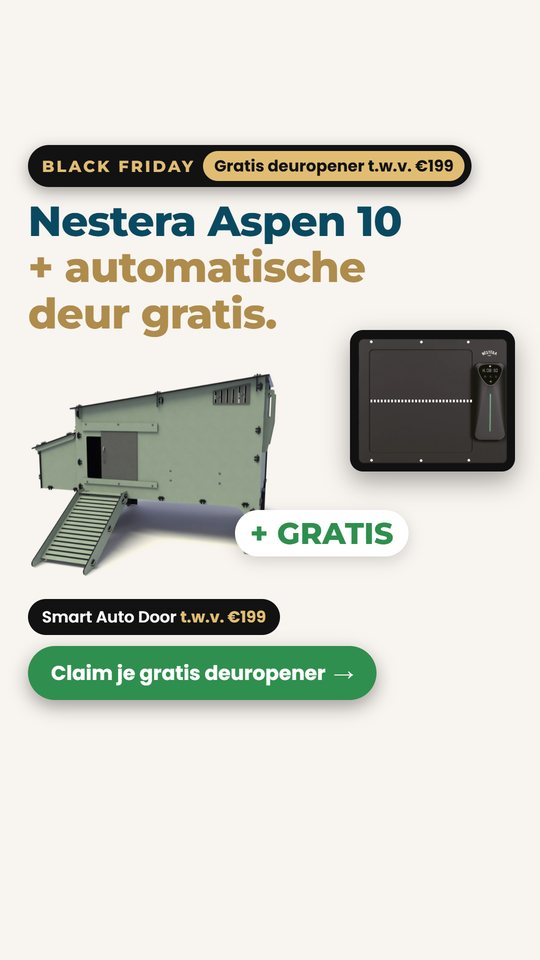 BLACK FRIDAY Gratis deuropener t.w.v. €199
Nestera Aspen 10
+ automatische
deur gratis.
NESTERA
+ GRATIS
Smart Auto Door t.w.v. €199
Claim je gratis deuropener →